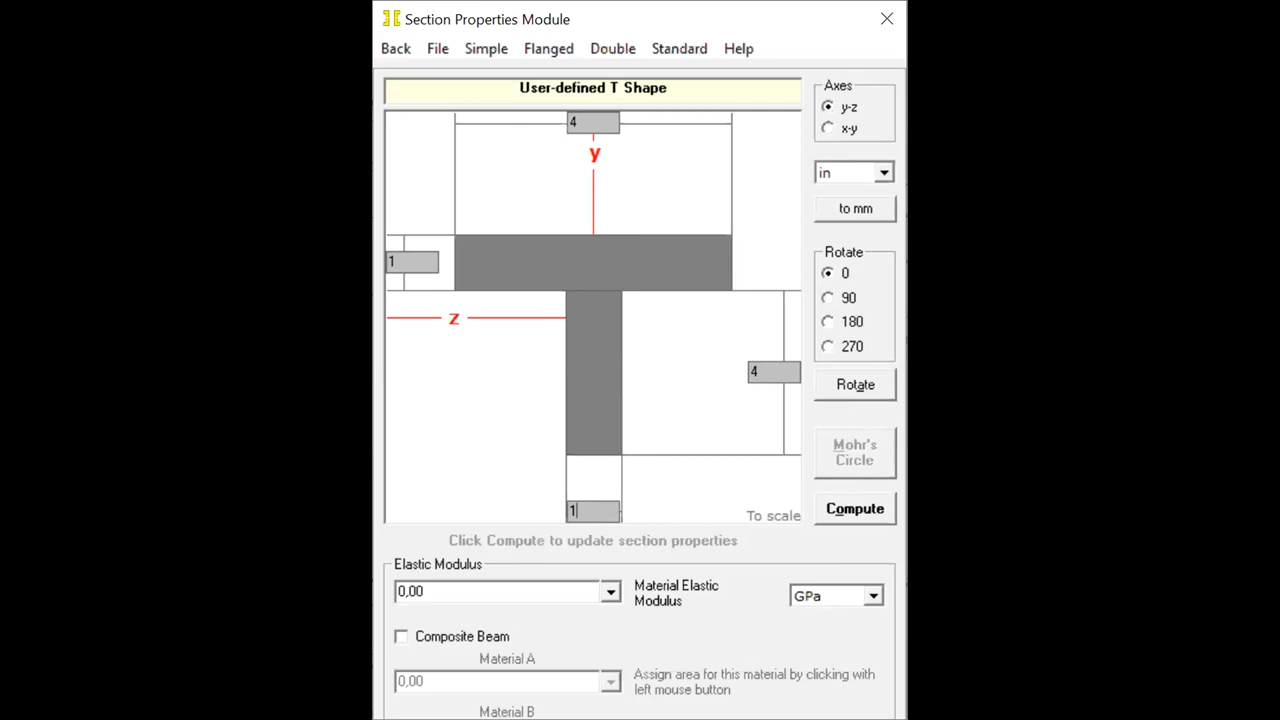 Section Properties Module
Back File Simple Flanged Double Standard Help
User-defined T Shape
4
y
1
z
4
1
To scale
Axes
y-z
x-y
in
to mm
Rotate
0
90
180
270
Rotate
Mohr's
Circle
Compute
Click Compute to update section properties
Elastic Modulus
0,00
Material Elastic
Modulus
GPa
Composite Beam
Material A
0,00
Assign area for this material by clicking with
left mouse button
Material B